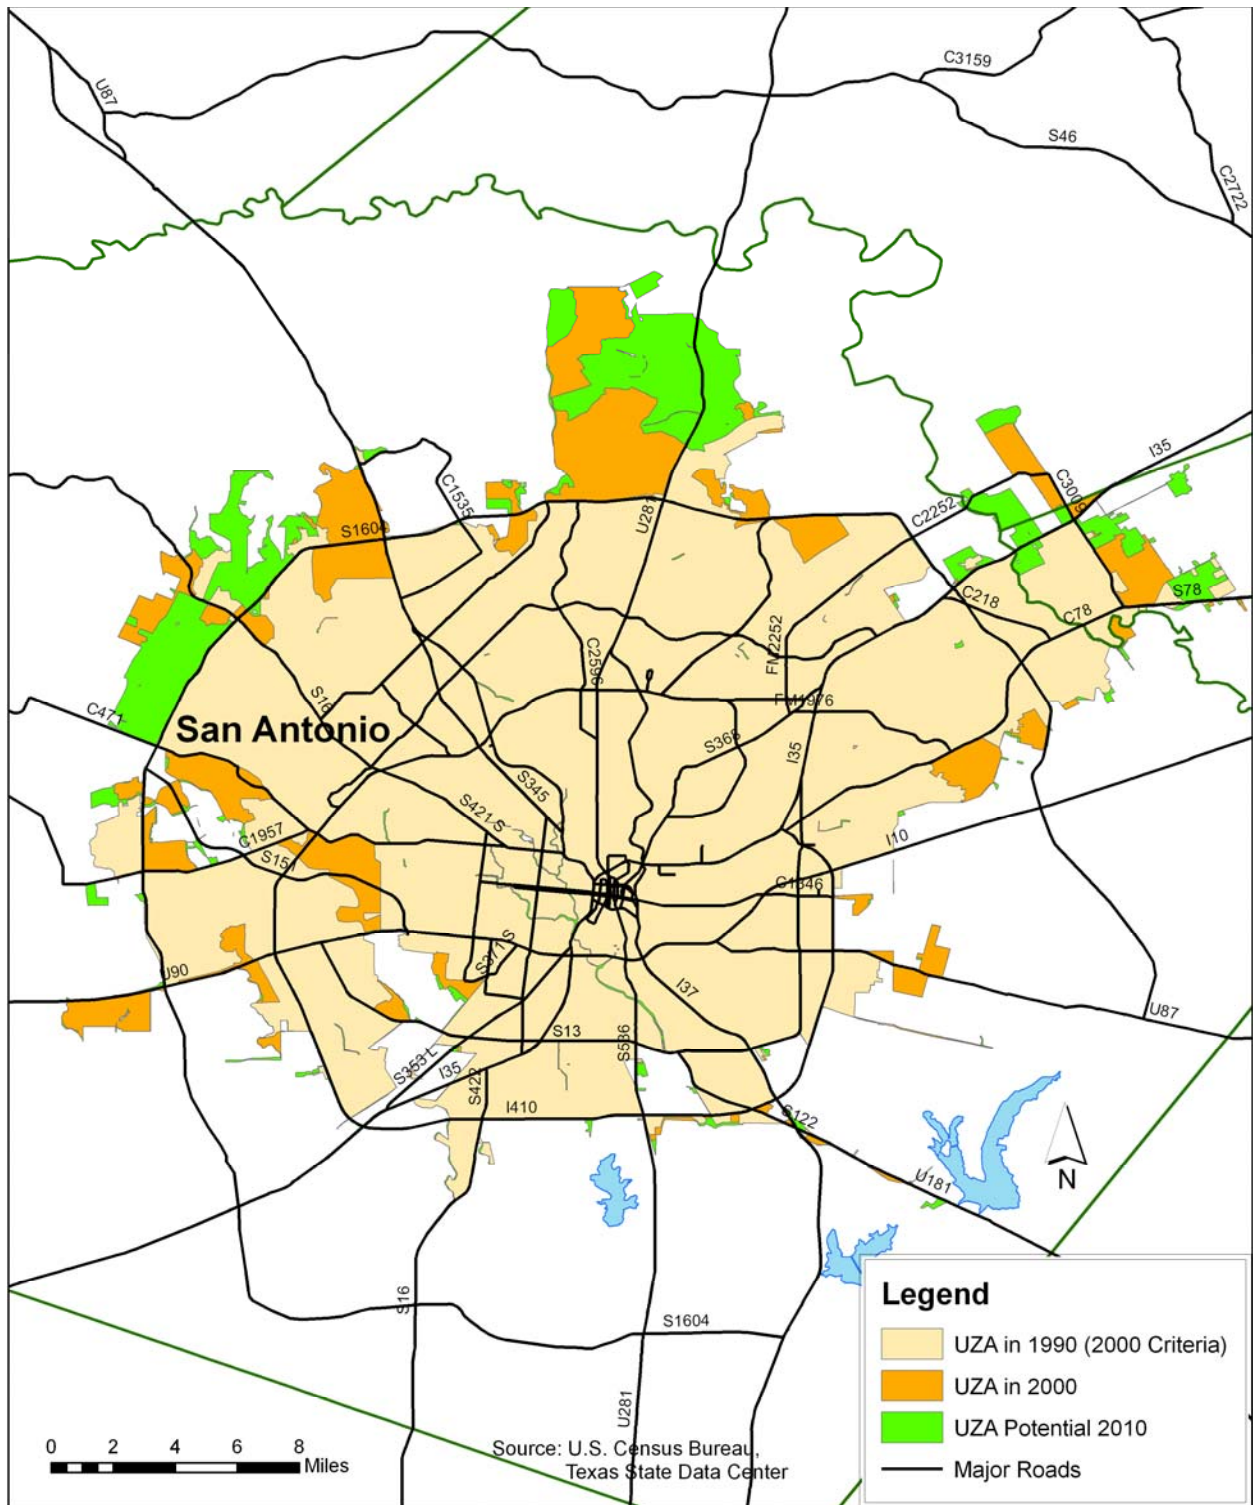 C3159
U87
S46
C2722
I35
C1535
C3009
U281
C2252
S1604
S78
C218
C78
FM2252
C2596
S16
FM1976
C471
San Antonio
S368
I35
S345
S421 S
C1957
I10
S151
C1346
S371 S
U90
I37
U87
S13
S536
S353 L
I35
S422
I410
S122
N
U181
Legend
S16
S1604
UZA in 1990 (2000 Criteria)
UZA in 2000
U281
UZA Potential 2010
0 2 4 6 8
Miles
Source: U.S. Census Bureau,
Texas State Data Center
Major Roads